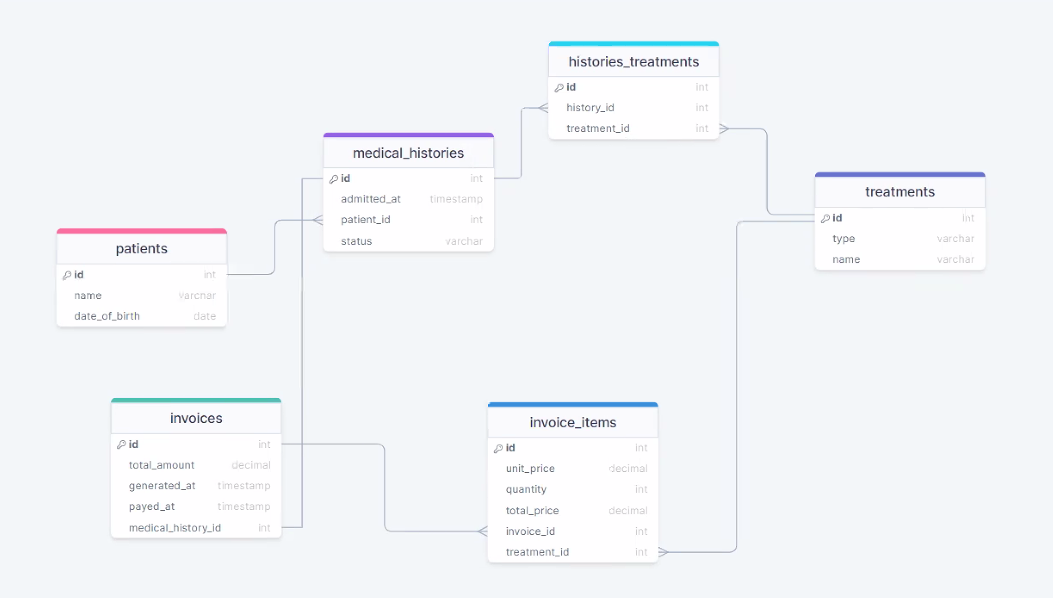 histories_treatments
id int
history_id int
treatment_id int
medical_histories
id int
admitted_at timestamp
patient_id int
status varchar
treatments
id int
type varchar
name varchar
patients
id int
name varchar
date_of_birth date
invoices
id int
total_amount decimal
generated_at timestamp
payed_at timestamp
medical_history_id int
invoice_items
id int
unit_price decimal
quantity int
total_price decimal
invoice_id int
treatment_id int